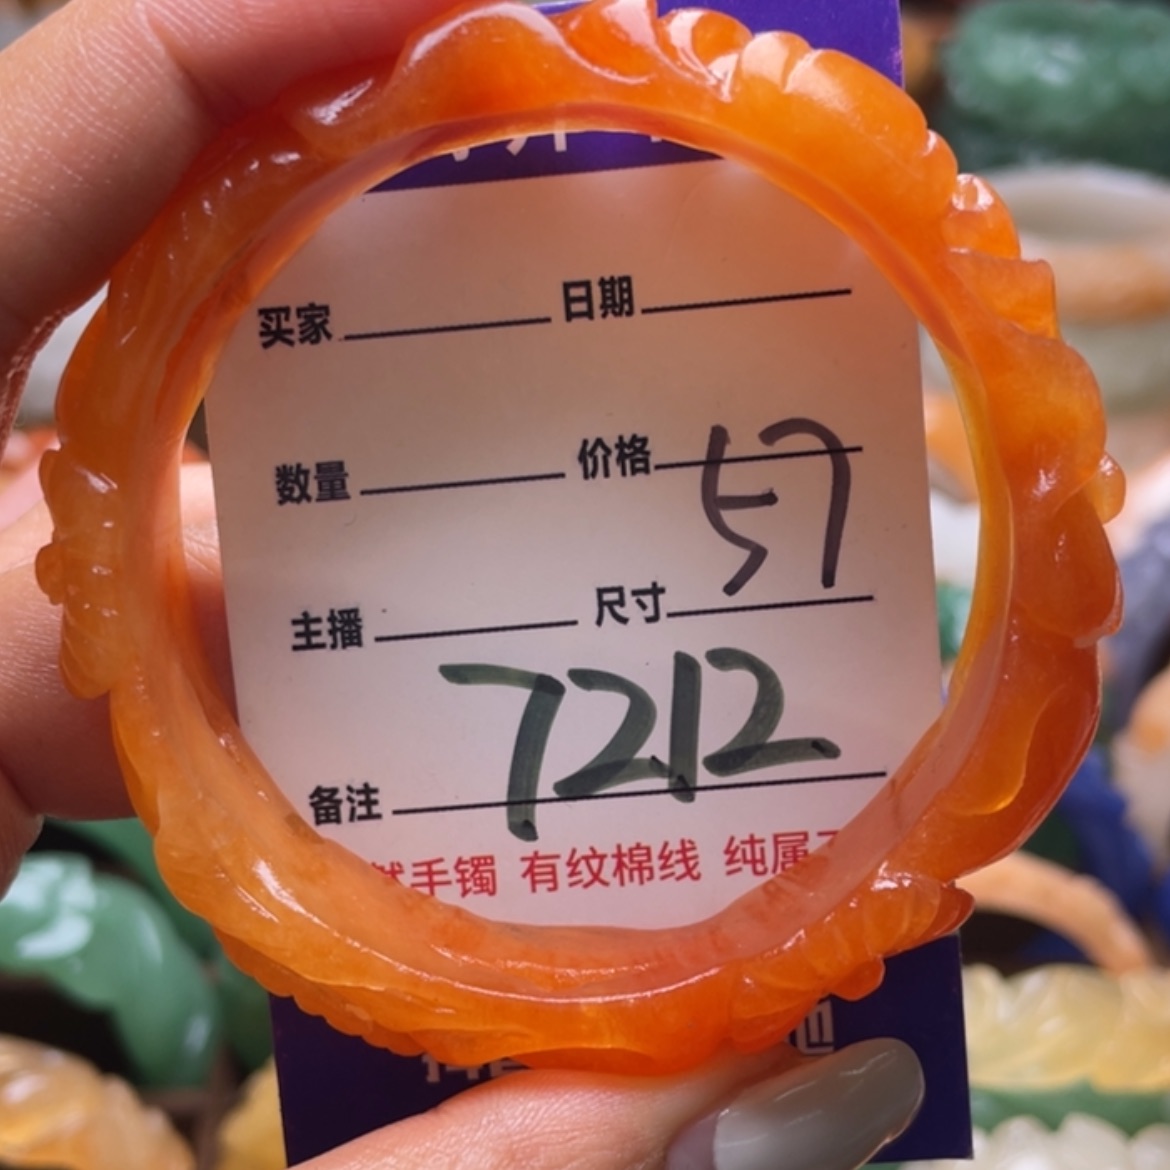 买家 日期
数量 价格 57
主播 尺寸
7212
备注
手镯 有纹棉线 纯属